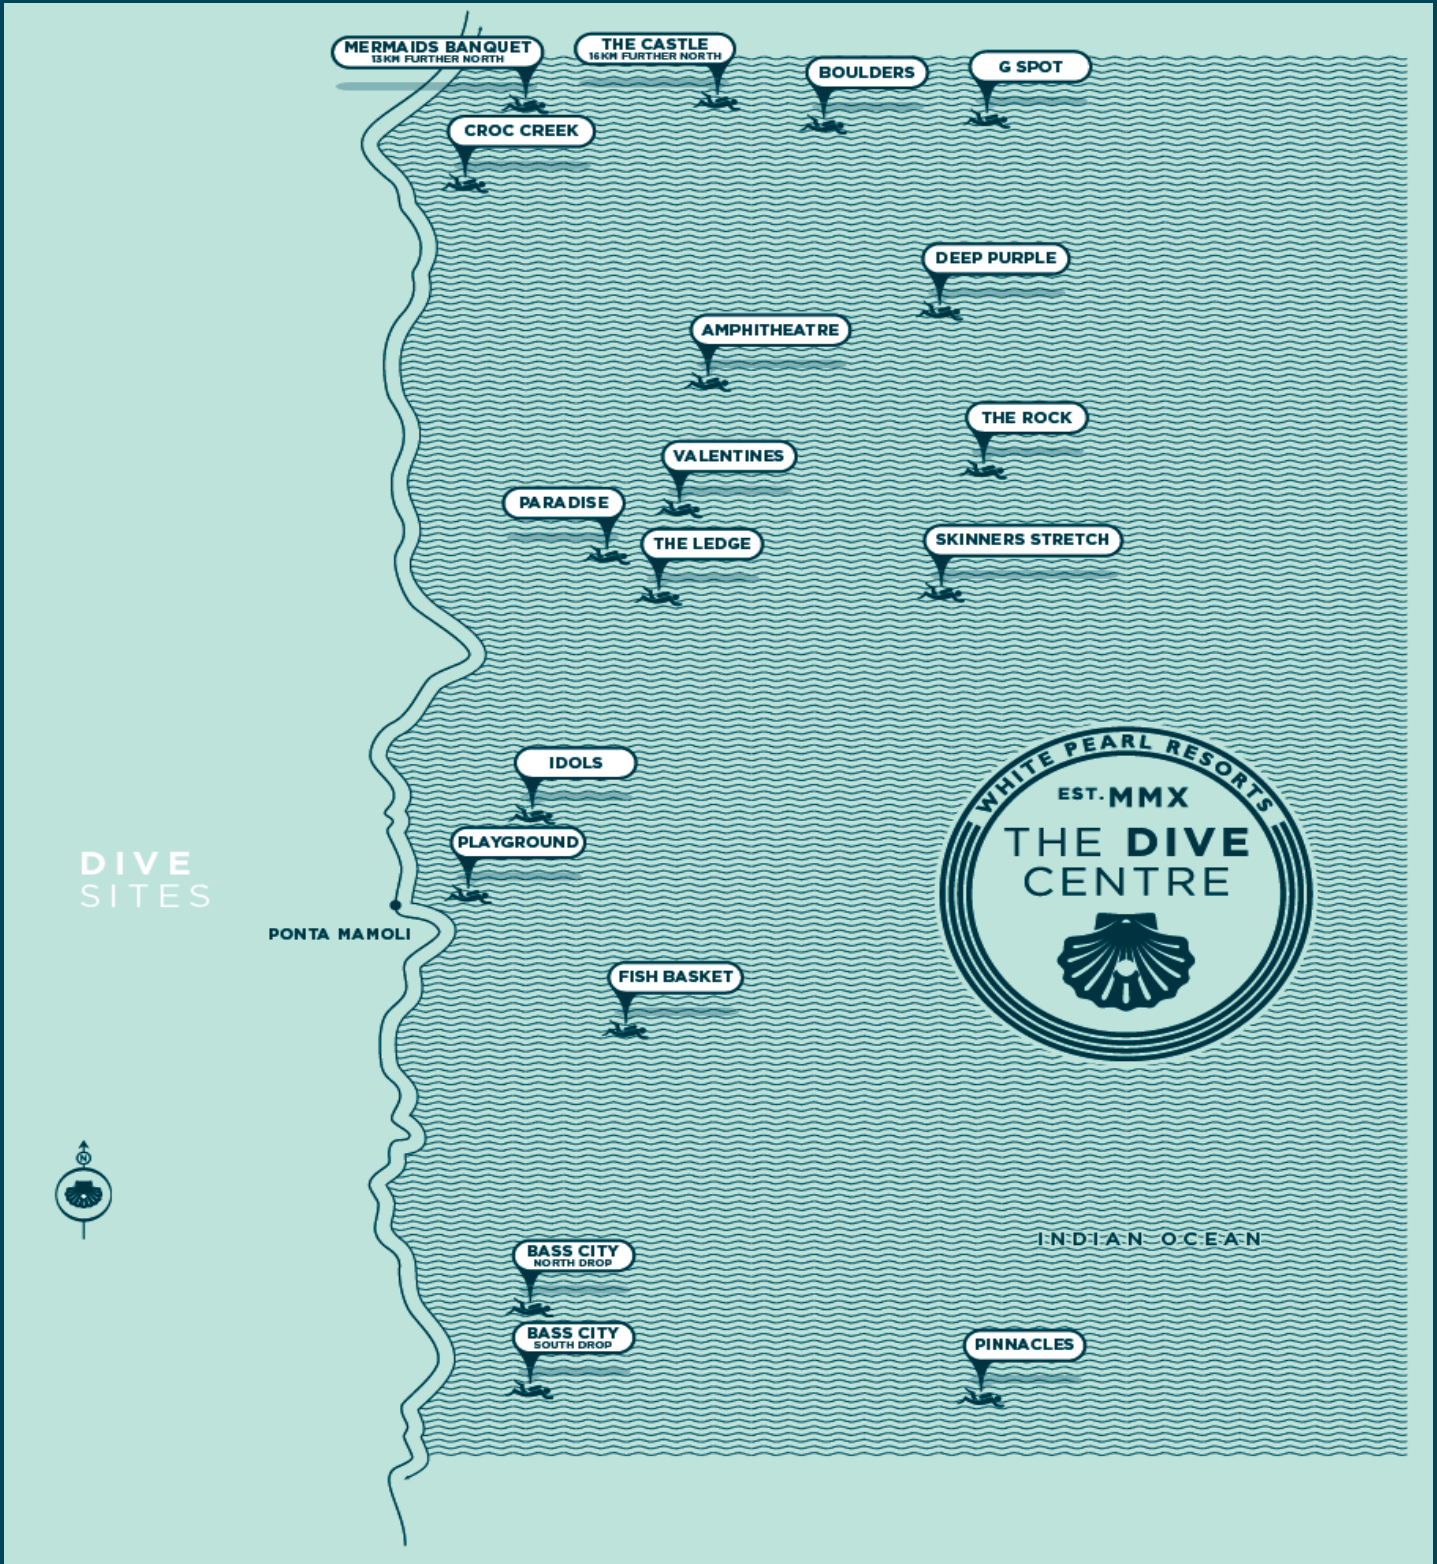 MERMAIDS BANQUET
13KM FURTHER NORTH
THE CASTLE
16KM FURTHER NORTH
BOULDERS
G SPOT
CROC CREEK
DEEP PURPLE
AMPHITHEATRE
THE ROCK
VALENTINES
PARADISE
THE LEDGE
SKINNERS STRETCH
IDOLS
PLAYGROUND
WHITE PEARL RESORTS
EST. MMX
THE DIVE
CENTRE
DIVE
SITES
PONTA MAMOLI
FISH BASKET
N
INDIAN OCEAN
BASS CITY
NORTH DROP
BASS CITY
SOUTH DROP
PINNACLES